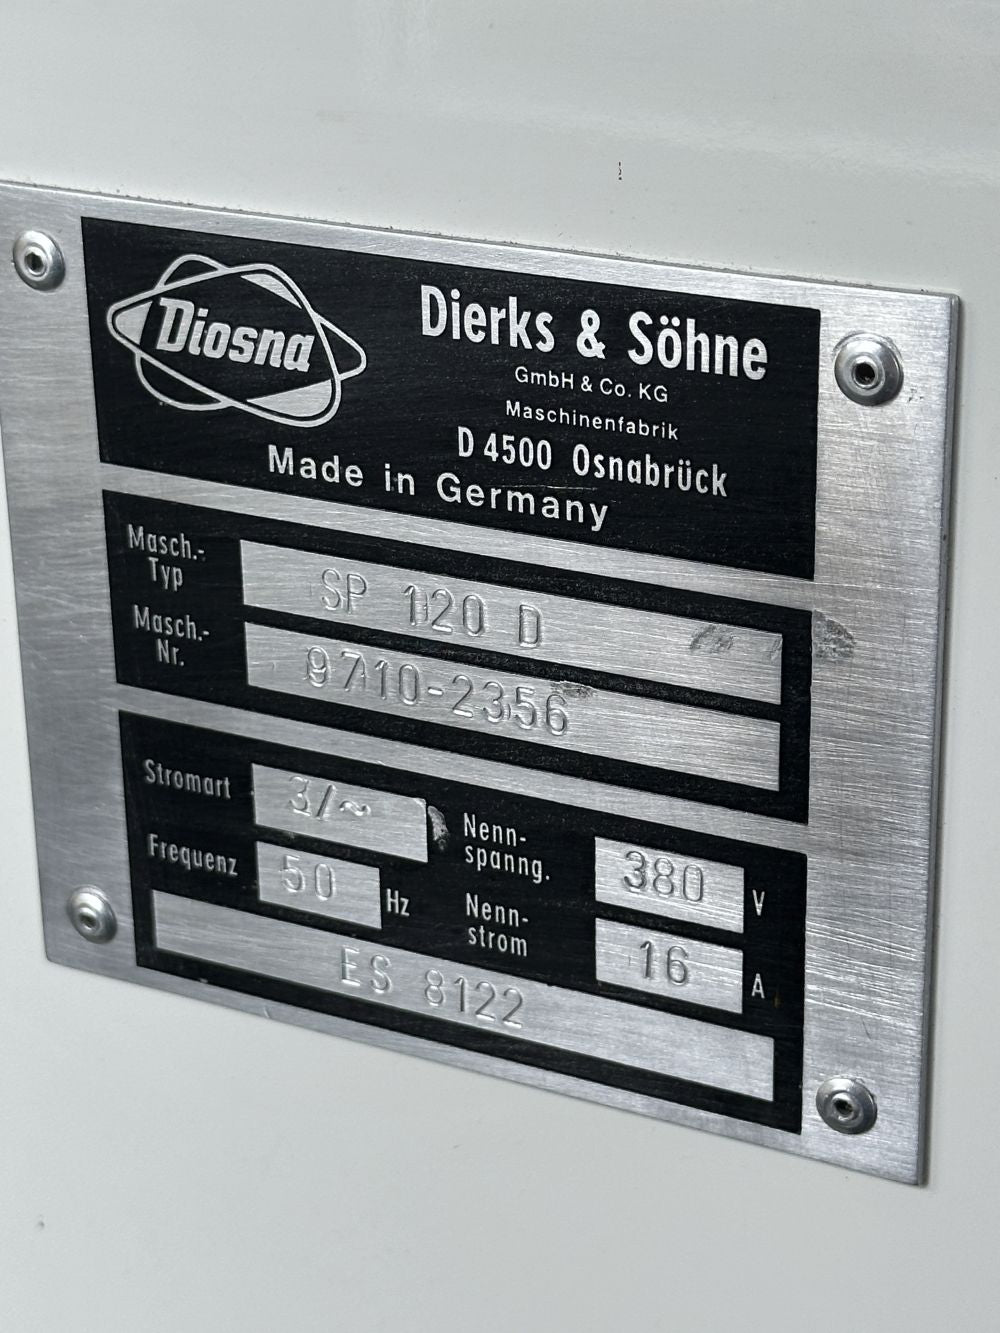 Diosna
Dierks & Söhne
GmbH & Co. KG
Maschinenfabrik
D 4500 Osnabrück
Made in Germany
Masch.-
Typ
SP 120 D
Masch.-
Nr.
9710-2356
Stromart
3/~
Nenn-
spanng.
380
V
Frequenz
50
Hz
Nenn-
strom
16
A
ES 8122